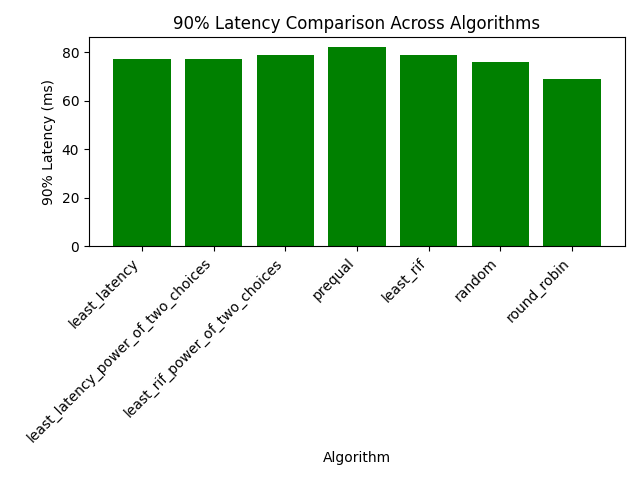 90% Latency Comparison Across Algorithms
90% Latency (ms)
80
60
40
20
0
least_latency
least_latency_power_of_two_choices
least_rif_power_of_two_choices
prequal
least_rif
random
round_robin
Algorithm